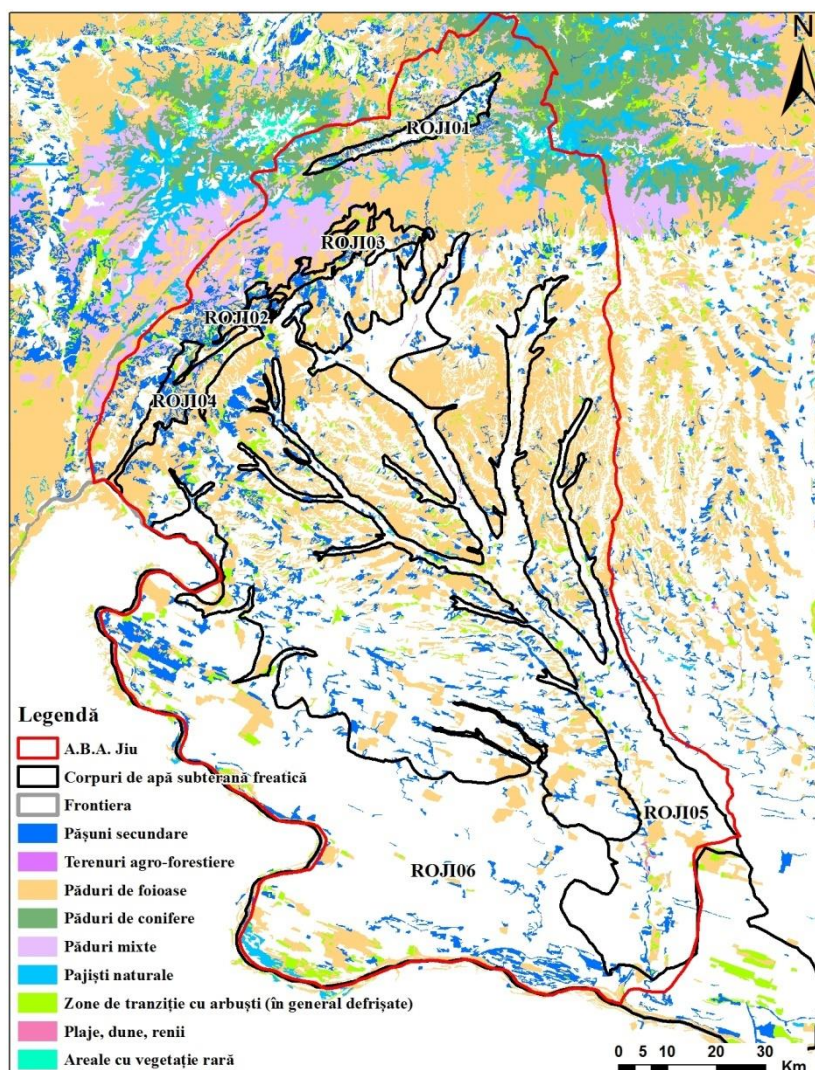 N
ROJI01
ROJI03
ROJI02
ROJI04
ROJI05
ROJI06
Legendă
A.B.A. Jiu
Corpuri de apă subterană freatică
Frontiera
Pășuni secundare
Terenuri agro-forestiere
Păduri de foioase
Păduri de conifere
Păduri mixte
Pajiști naturale
Zone de tranziție cu arbuști (în general defrișate)
Plaje, dune, renii
Areale cu vegetație rară
0 5 10 20 30
Km